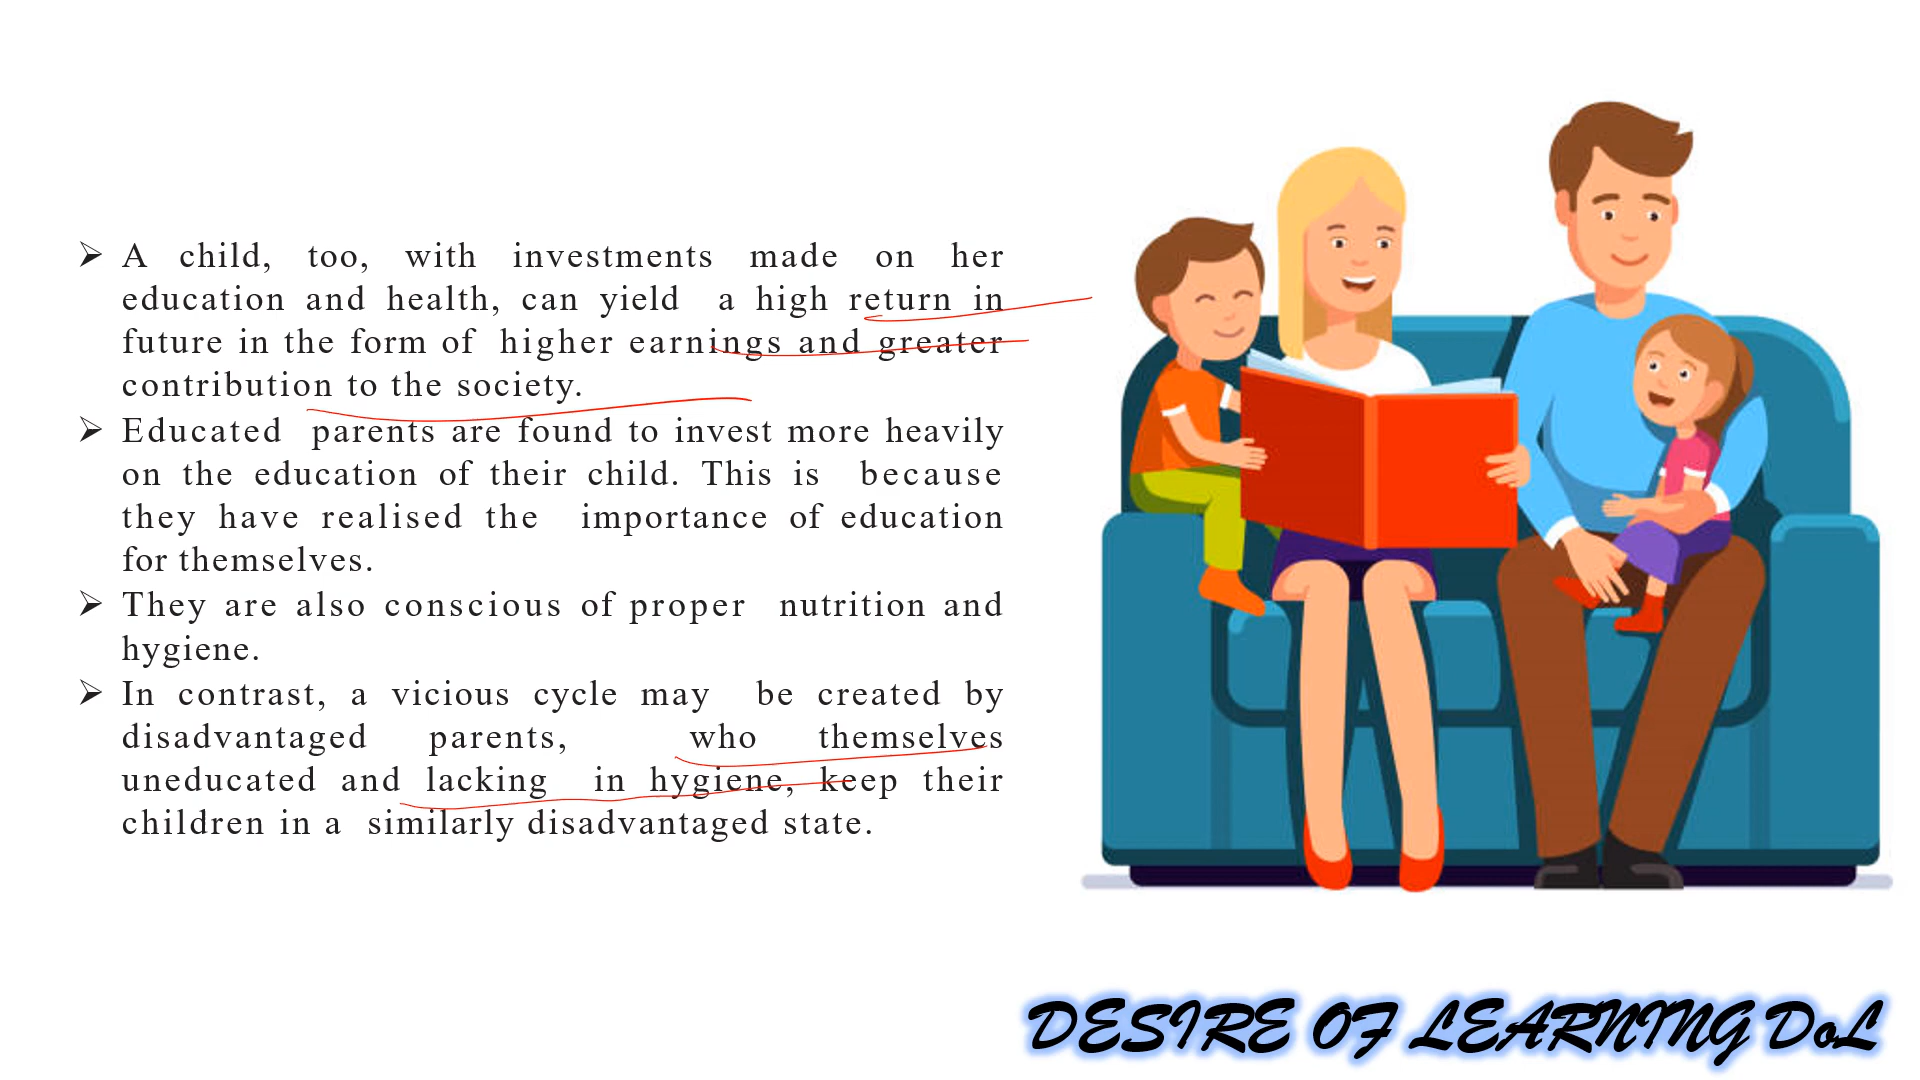 A child, too, with investments made on her
education and health, can yield a high return in
future in the form of higher earnings and greater
contribution to the society.
Educated parents are found to invest more heavily
on the education of their child. This is because
they have realised the importance of education
for themselves.
They are also conscious of proper nutrition and
hygiene.
In contrast, a vicious cycle may be created by
disadvantaged parents, who themselves
uneducated and lacking in hygiene, keep their
children in a similarly disadvantaged state.
DESIRE OF LEARNING DoL